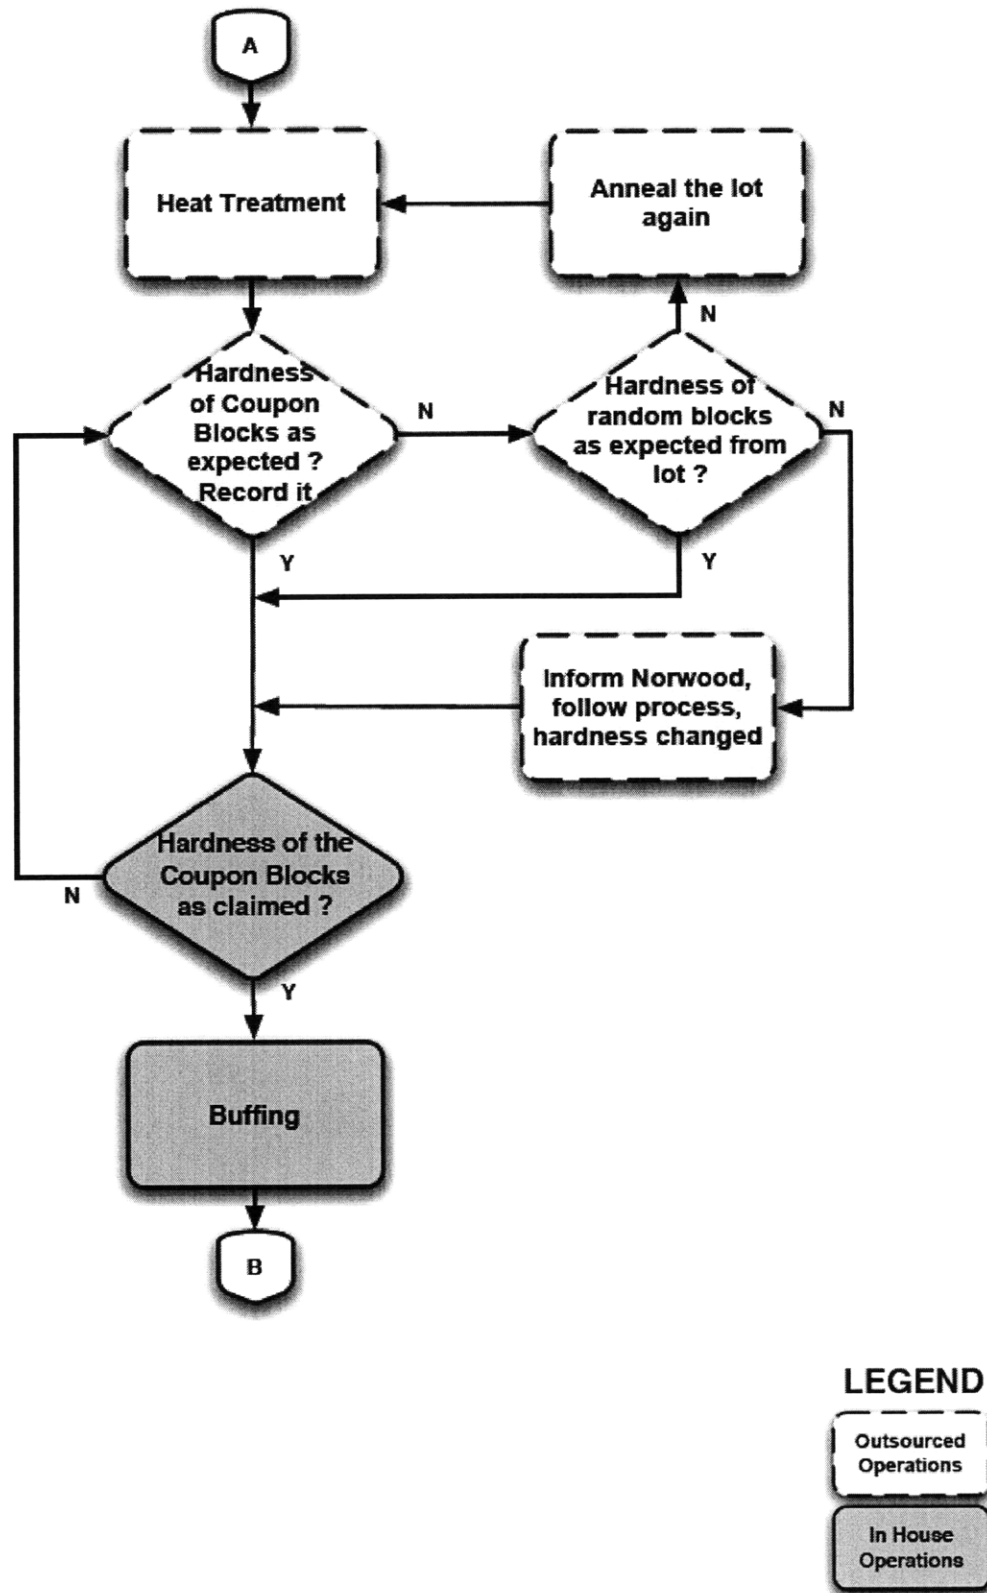 A
Heat Treatment
Anneal the lot
again
N
Hardness
of Coupon
Blocks as
expected ?
Record it
N
Hardness of
random blocks
as expected from
lot ?
N
Y
Y
Inform Norwood,
follow process,
hardness changed
Hardness of the
Coupon Blocks
as claimed ?
N
Y
Buffing
B
LEGEND
Outsourced
Operations
In House
Operations